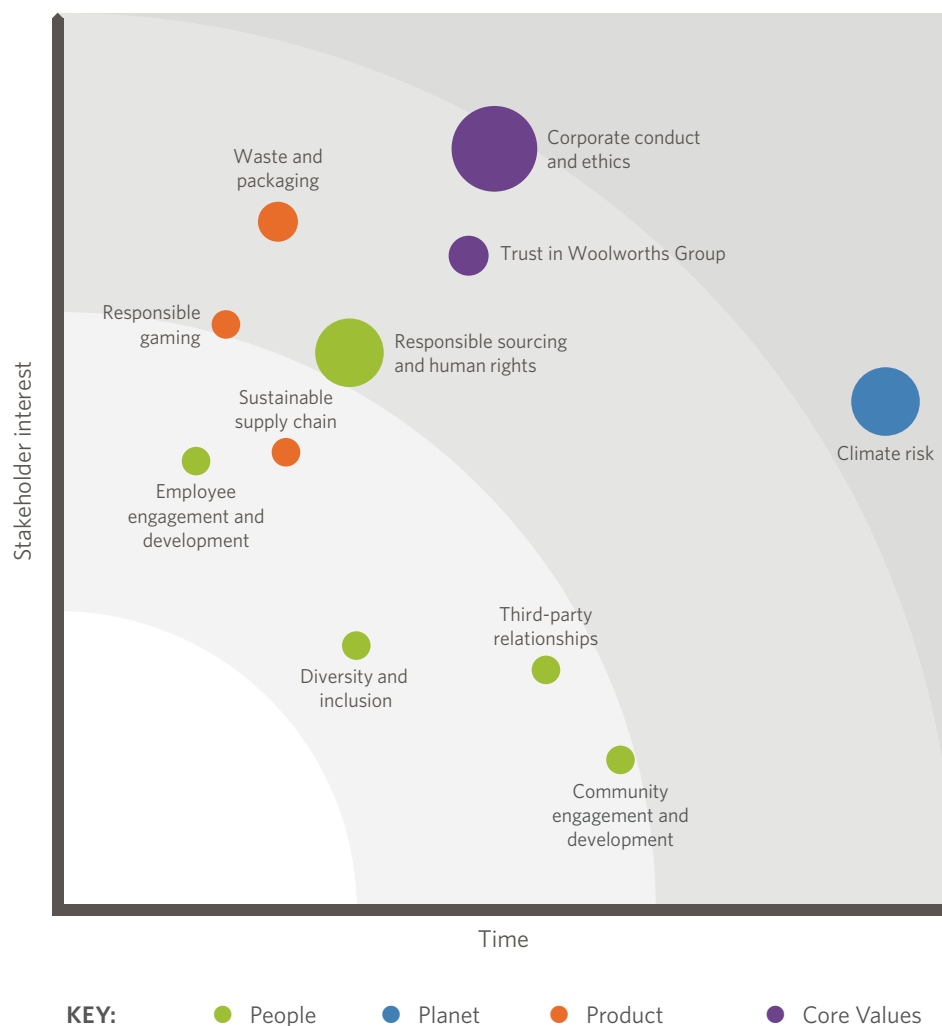 Corporate conduct
and ethics
Waste and
packaging
Trust in Woolworths Group
Responsible
gaming
Responsible sourcing
and human rights
Sustainable
supply chain
Climate risk
Employee
engagement and
development
Stakeholder interest
Third-party
relationships
Diversity and
inclusion
Community
engagement and
development
Time
KEY: People Planet Product Core Values